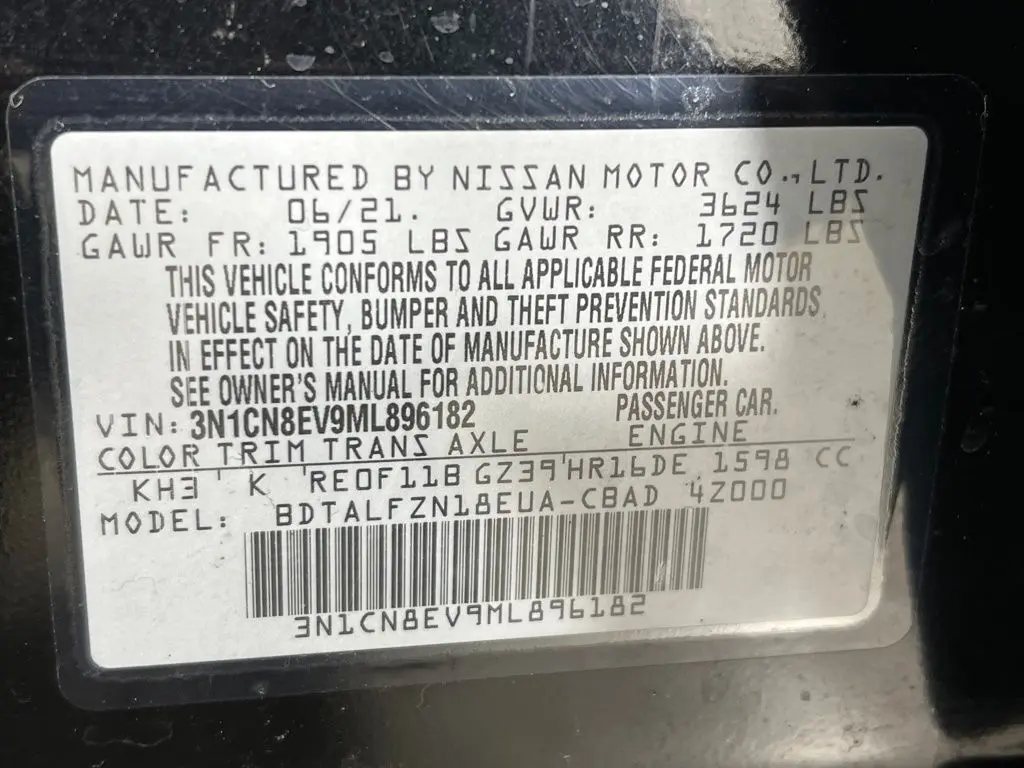 MANUFACTURED BY NISSAN MOTOR CO., LTD.
DATE: 06/21. GVWR: 3624 LBS
GAWR FR: 1905 LBS GAWR RR: 1720 LBS
THIS VEHICLE CONFORMS TO ALL APPLICABLE FEDERAL MOTOR
VEHICLE SAFETY, BUMPER AND THEFT PREVENTION STANDARDS
IN EFFECT ON THE DATE OF MANUFACTURE SHOWN ABOVE.
SEE OWNER'S MANUAL FOR ADDITIONAL INFORMATION.
VIN: 3N1CN8EV9ML896182 PASSENGER CAR.
COLOR TRIM TRANS AXLE ENGINE
KH3 ' K 'RE0F11B GZ39'HR16DE 1598 CC
MODEL: BDTALFZN18EUA-CBAD 4Z000
3N1CN8EV9ML896182